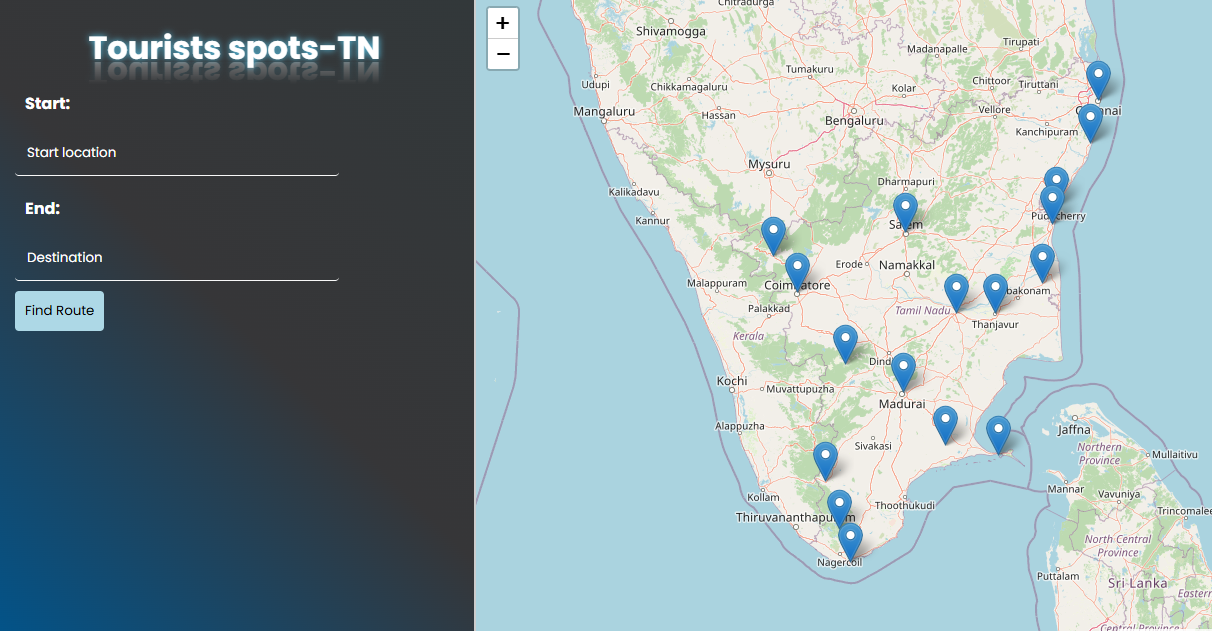 Tourists spots-TN
Start:
Start location
End:
Destination
Find Route
+
−
Chitradurga
Shivamogga
Madanapalle
Tirupati
Tumakuru
Udupi
Chikkamagaluru
Kolar
Chittoor
Tiruttani
Mangaluru
Hassan
Bengaluru
Vellore
Kanchipuram
Mysuru
Dharmapuri
Kalikadavu
Kannur
Puducherry
Salem
Erode
Namakkal
Malappuram
Coimbatore
Palakkad
Tamil Nadu
Thanjavur
Kerala
Kochi
Muvattupuzha
Madurai
Alappuzha
Sivakasi
Jaffna
Northern
Province
Mullaitivu
Mannar
Vavuniya
Kollam
Thoothukudi
Trincomalee
Thiruvananthapuram
North Central
Province
Nagercoil
Puttalam
Sri Lanka
Eastern
Central Province